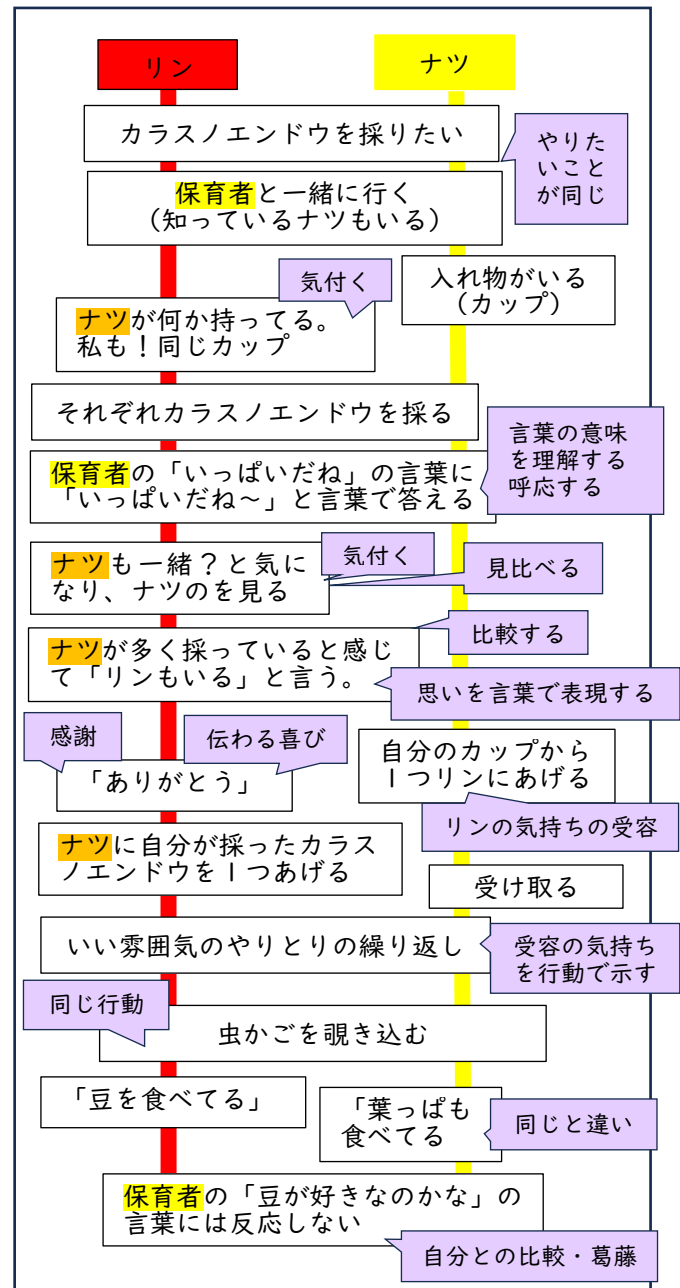 リン
ナツ
カラスノエンドウを採りたい
やりた
いこと
が同じ
保育者と一緒に行く
（知っているナツもいる）
気付く
入れ物がいる
（カップ）
ナツが何か持ってる。
私も！同じカップ
それぞれカラスノエンドウを採る
言葉の意味
を理解する
呼応する
保育者の「いっぱいだね」の言葉に
「いっぱいだね～」と言葉で答える
ナツも一緒？と気に
なり、ナツのを見る
気付く
見比べる
比較する
ナツが多く採っていると感じ
て「リンもいる」と言う。
思いを言葉で表現する
感謝
伝わる喜び
「ありがとう」
自分のカップから
１つリンにあげる
リンの気持ちの受容
ナツに自分が採ったカラス
ノエンドウを１つあげる
受け取る
いい雰囲気のやりとりの繰り返し
受容の気持ち
を行動で示す
同じ行動
虫かごを覗き込む
「豆を食べてる」
「葉っぱも
食べてる
同じと違い
保育者の「豆が好きなのかな」の
言葉には反応しない
自分との比較・葛藤